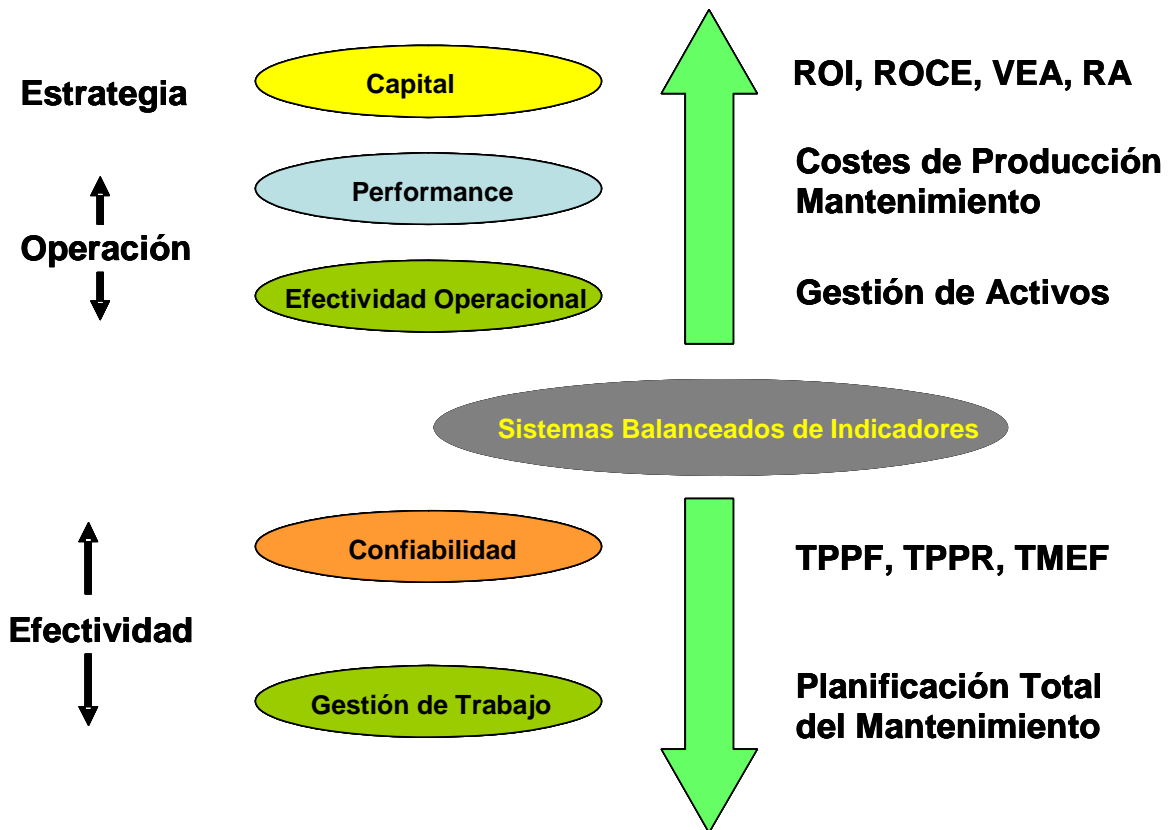 Estrategia
Capital
ROI, ROCE, VEA, RA
Performance
Costes de Producción
Mantenimiento
Operación
Efectividad Operacional
Gestión de Activos
Sistemas Balanceados de Indicadores
Confiabilidad
TPPF, TPPR, TMEF
Efectividad
Gestión de Trabajo
Planificación Total
del Mantenimiento